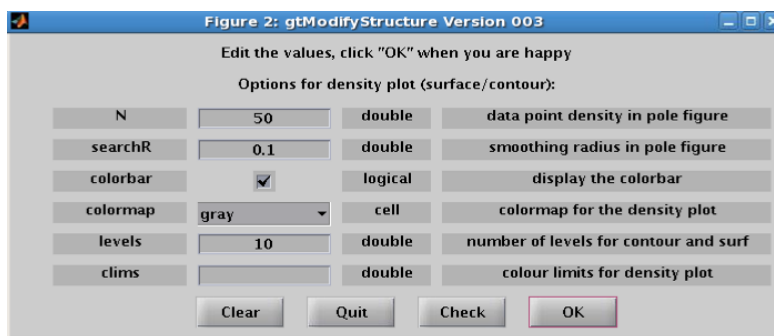 Figure 2: gtModifyStructure Version 003
Edit the values, click "OK" when you are happy
Options for density plot (surface/contour):
N 50 double data point density in pole figure
searchR 0.1 double smoothing radius in pole figure
colorbar logical display the colorbar
colormap gray cell colormap for the density plot
levels 10 double number of levels for contour and surf
clims double colour limits for density plot
Clear Quit Check OK